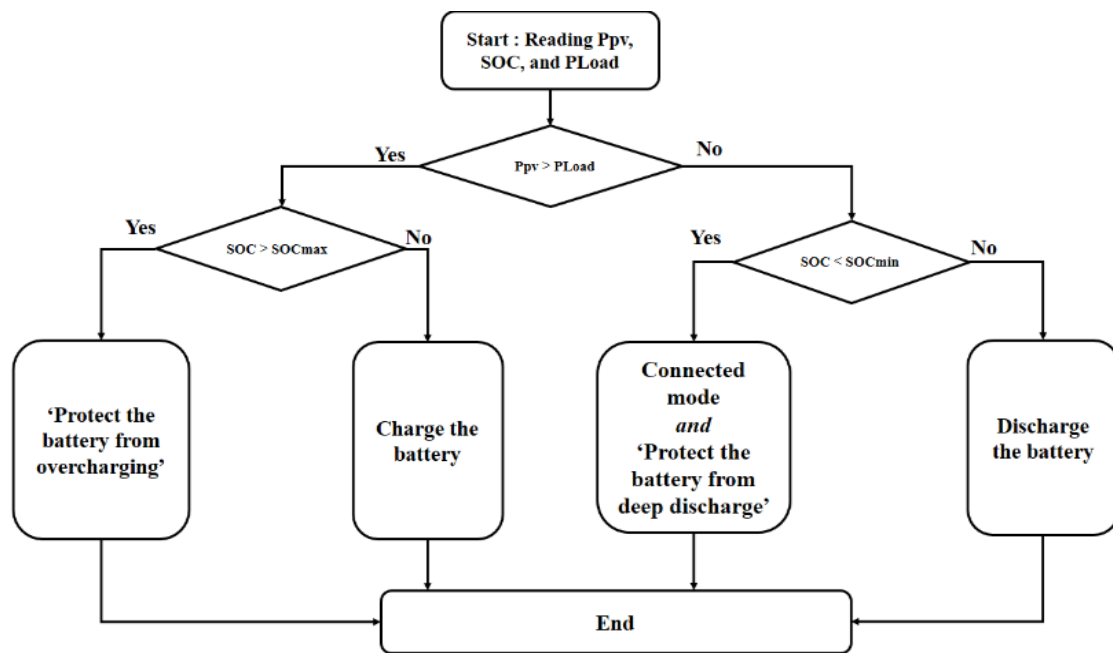 Start : Reading Ppv,
SOC, and PLoad
Ppv > PLoad
Yes
No
SOC > SOCmax
Yes
No
SOC < SOCmin
Yes
No
‘Protect the
battery from
overcharging’
Charge the
battery
Connected
mode
and
‘Protect the
battery from
deep discharge’
Discharge
the battery
End